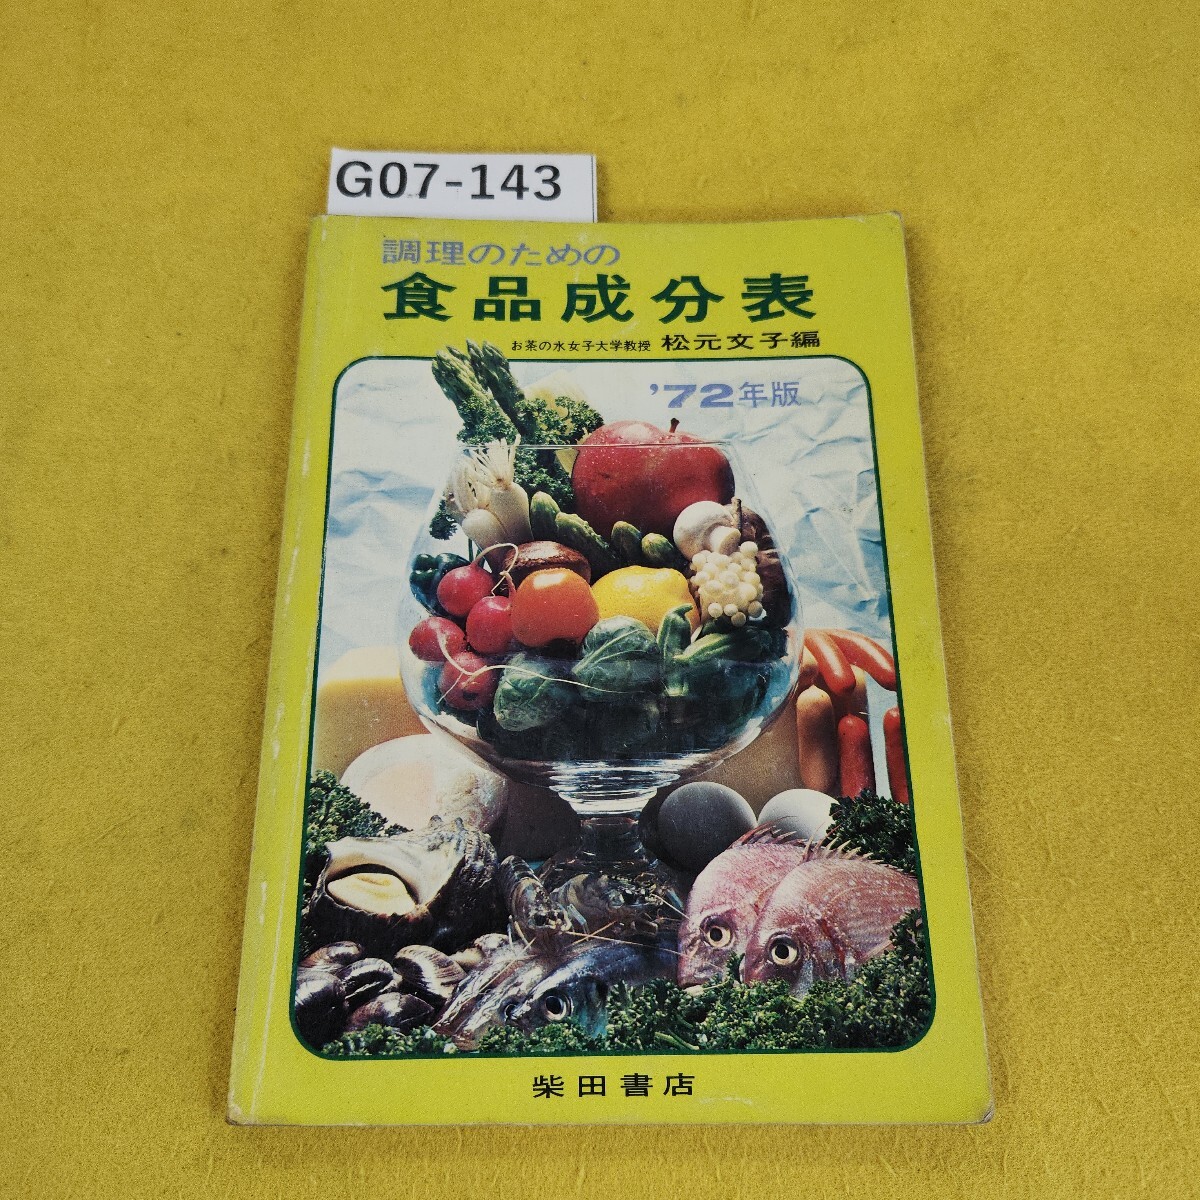 G07-143
調理のための
食品成分表
お茶の水女子大学教授 松元文子編
'72年版
柴田書店